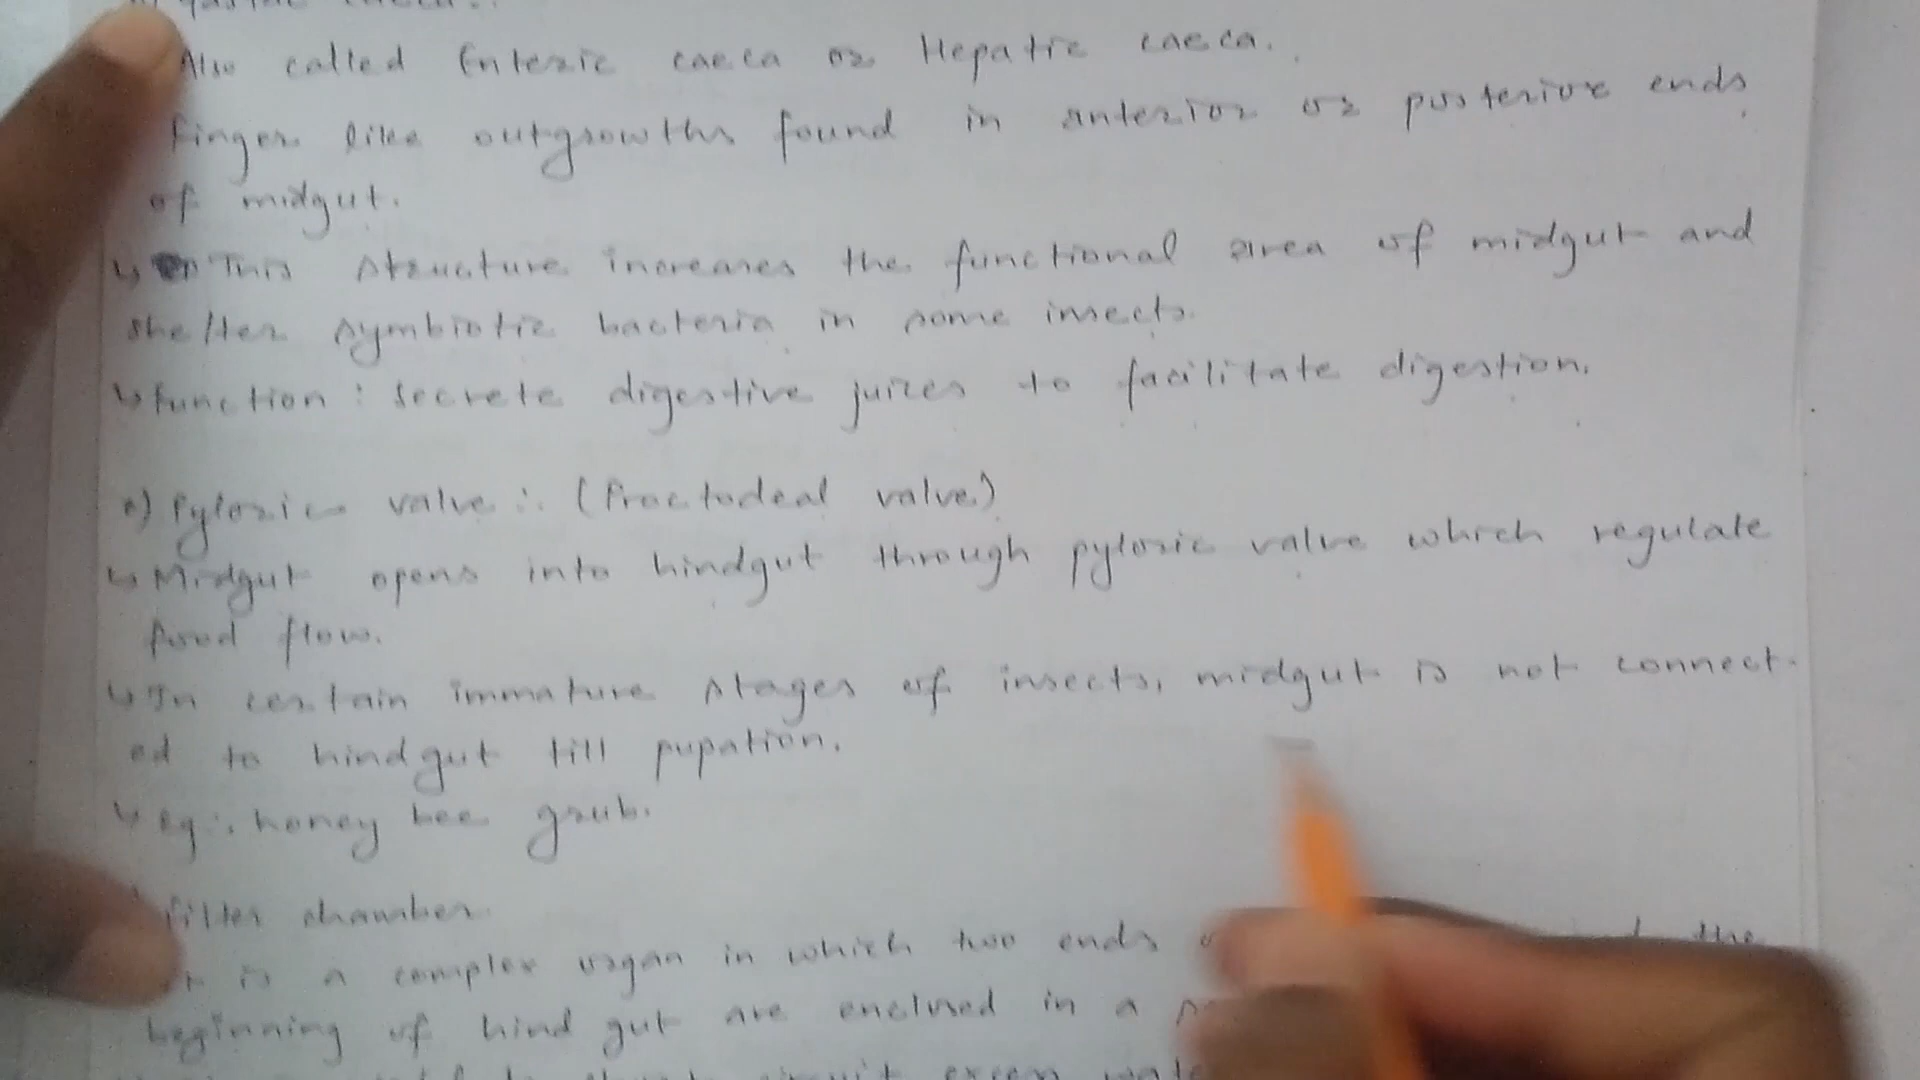 Also called Enteric caeca or Hepatic caeca.
Finger like outgrowths found in anterior or posterior ends
of midgut.
↳ This structure increases the functional area of midgut and
shelter symbiotic bacteria in some insects.
↳ function : secrete digestive juices to facilitate digestion.
e) Pyloric valve :. (Proctodeal valve)
↳ Midgut opens into hindgut through pyloric valve which regulate
food flow.
↳ In certain immature stages of insects, midgut is not connect-
ed to hindgut till pupation.
↳ eg :. honey bee grub.
filter chamber
It is a complex organ in which two ends the
beginning of hind gut are enclosed in a
circuit excess